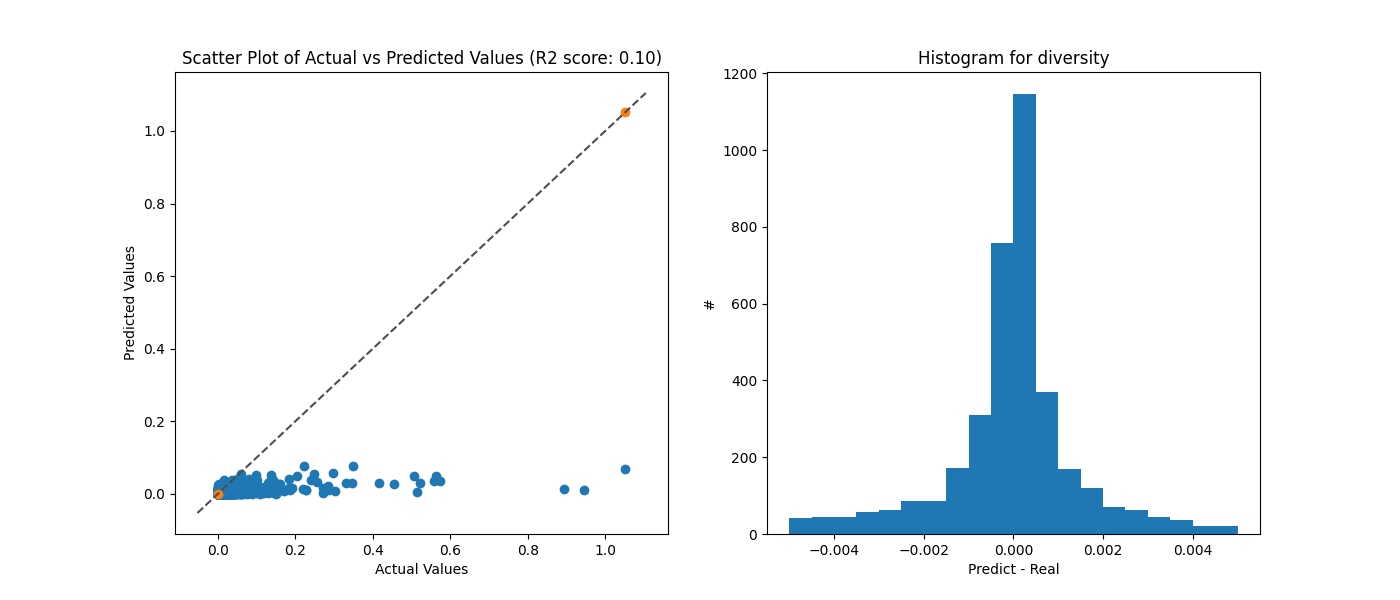 Scatter Plot of Actual vs Predicted Values (R2 score: 0.10)
Predicted Values
1.0
0.8
0.6
0.4
0.2
0.0
0.0 0.2 0.4 0.6 0.8 1.0
Actual Values
Histogram for diversity
#
1200
1000
800
600
400
200
0
−0.004 −0.002 0.000 0.002 0.004
Predict - Real